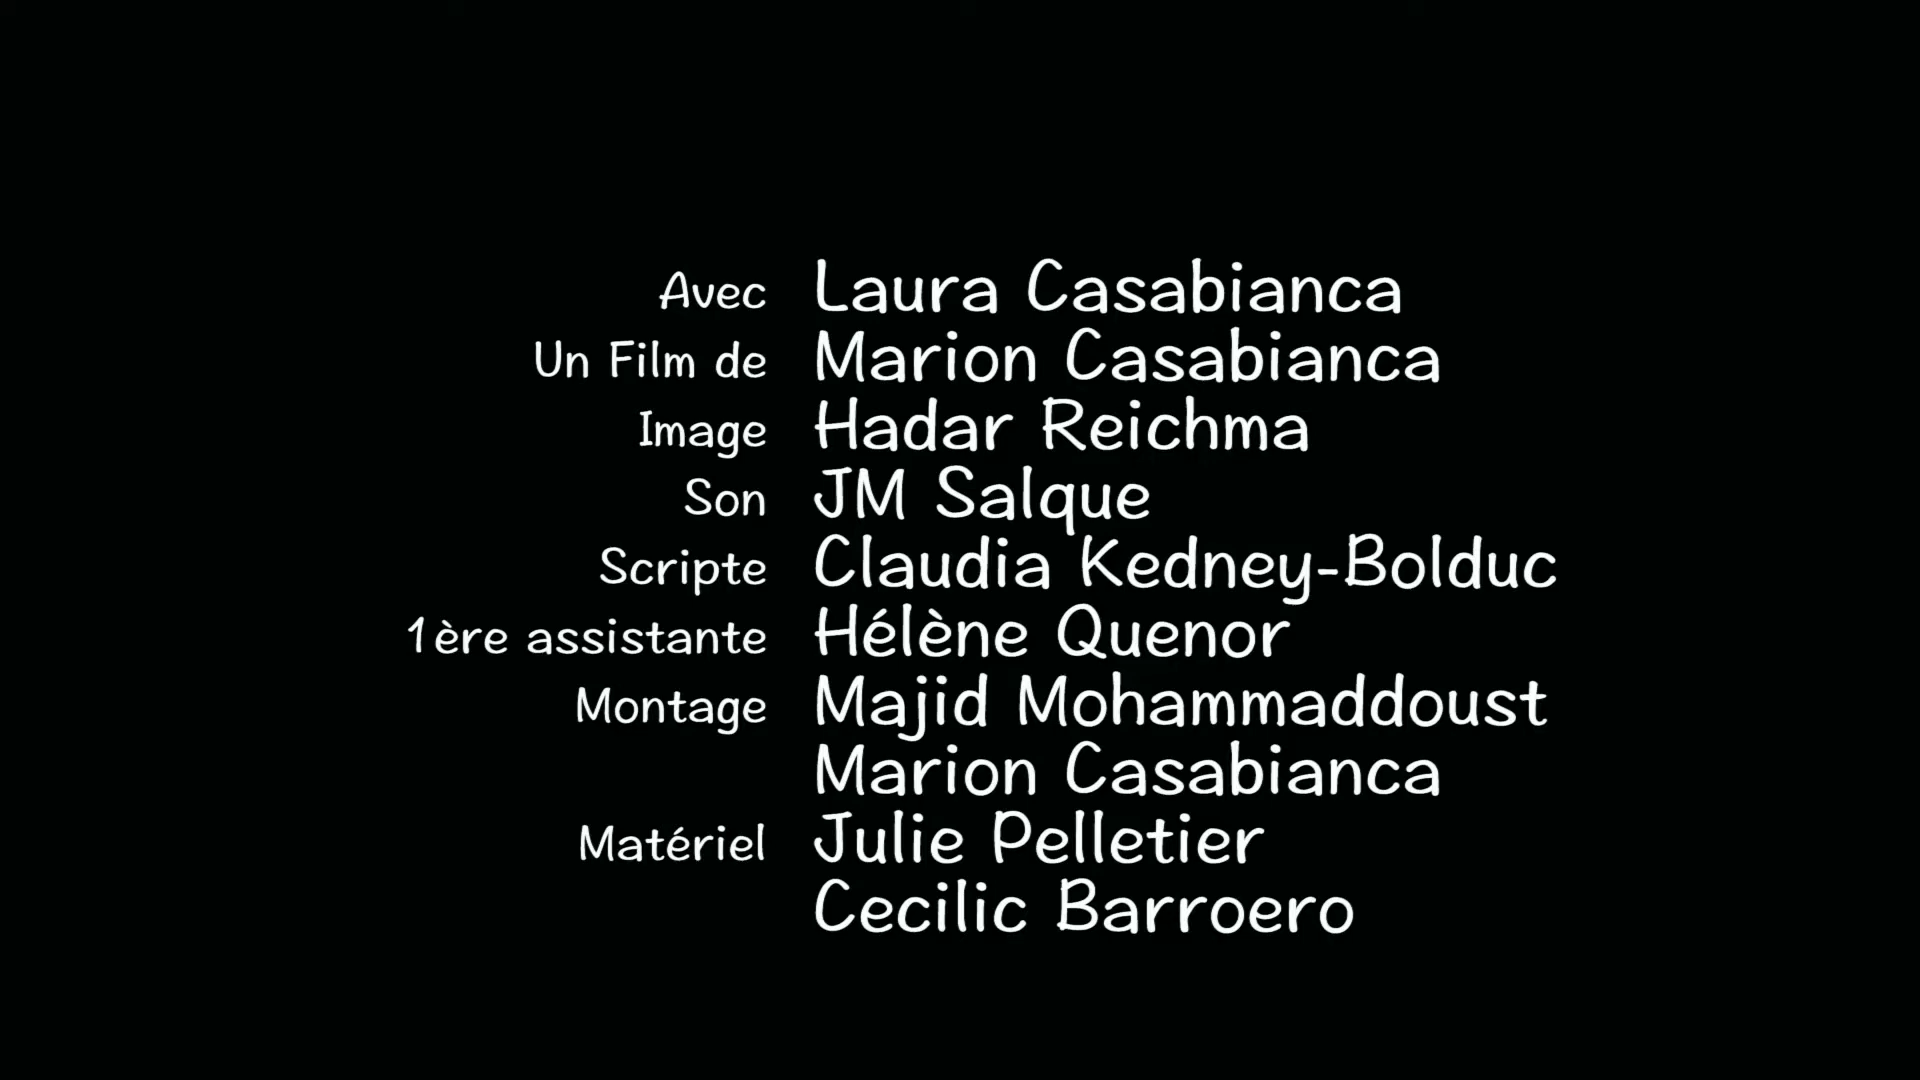 Avec Laura Casabianca
Un Film de Marion Casabianca
Image Hadar Reichma
Son JM Salque
Scripte Claudia Kedney-Bolduc
1ère assistante Hélène Quenor
Montage Majid Mohammaddoust
Marion Casabianca
Matériel Julie Pelletier
Cecilic Barroero